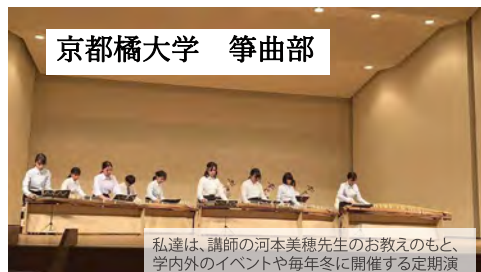 京都橘大学　箏曲部
私達は、講師の河本美穂先生のお教えのもと、
学内外のイベントや毎年冬に開催する定期演